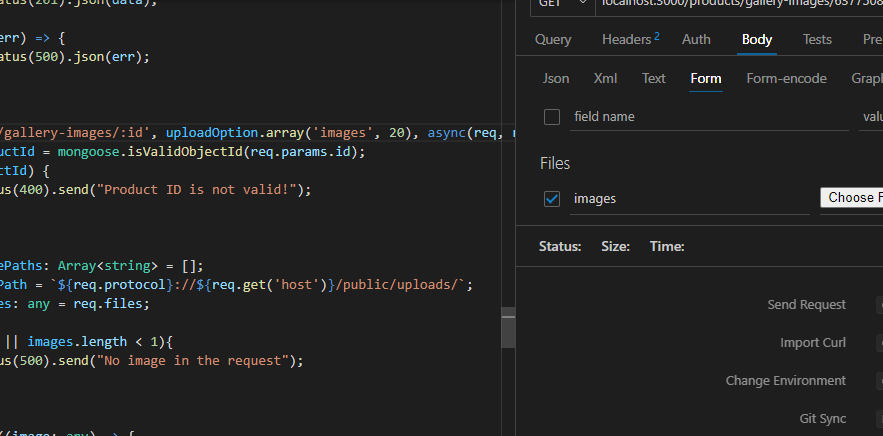 atus(201).json(data);
err) => {
atus(500).json(err);
/gallery-images/:id', uploadOption.array('images', 20), async(req, r
uctId = mongoose.isValidObjectId(req.params.id);
ctId) {
us(400).send("Product ID is not valid!");
ePaths: Array<string> = [];
Path = `${req.protocol}://${req.get('host')}/public/uploads/`;
es: any = req.files;
|| images.length < 1){
us(500).send("No image in the request");
((image: any) => {
GET
localhost:3000/products/gallery-images/6377508
Query Headers 2 Auth Body Tests Pre
Json Xml Text Form Form-encode Grap
field name valu
Files
images Choose F
Status: Size: Time:
Send Request
Import Curl
Change Environment
Git Sync